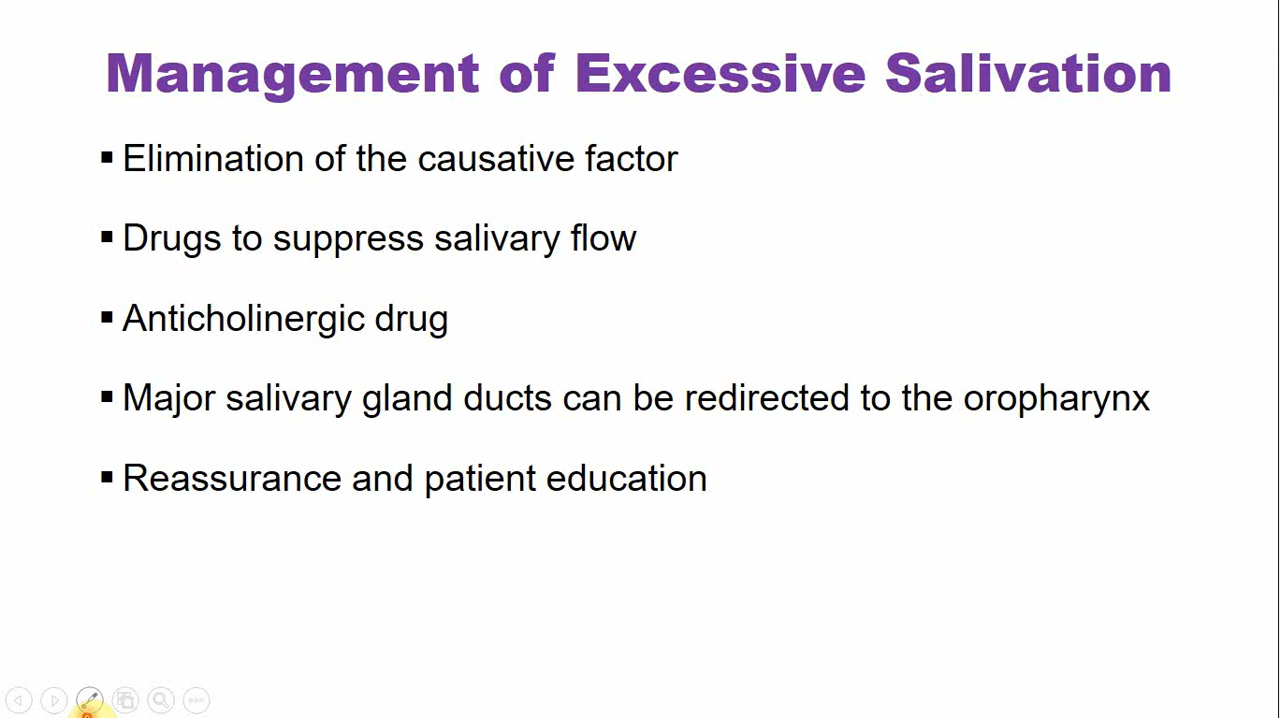 Management of Excessive Salivation
▪ Elimination of the causative factor
▪ Drugs to suppress salivary flow
▪ Anticholinergic drug
▪ Major salivary gland ducts can be redirected to the oropharynx
▪ Reassurance and patient education